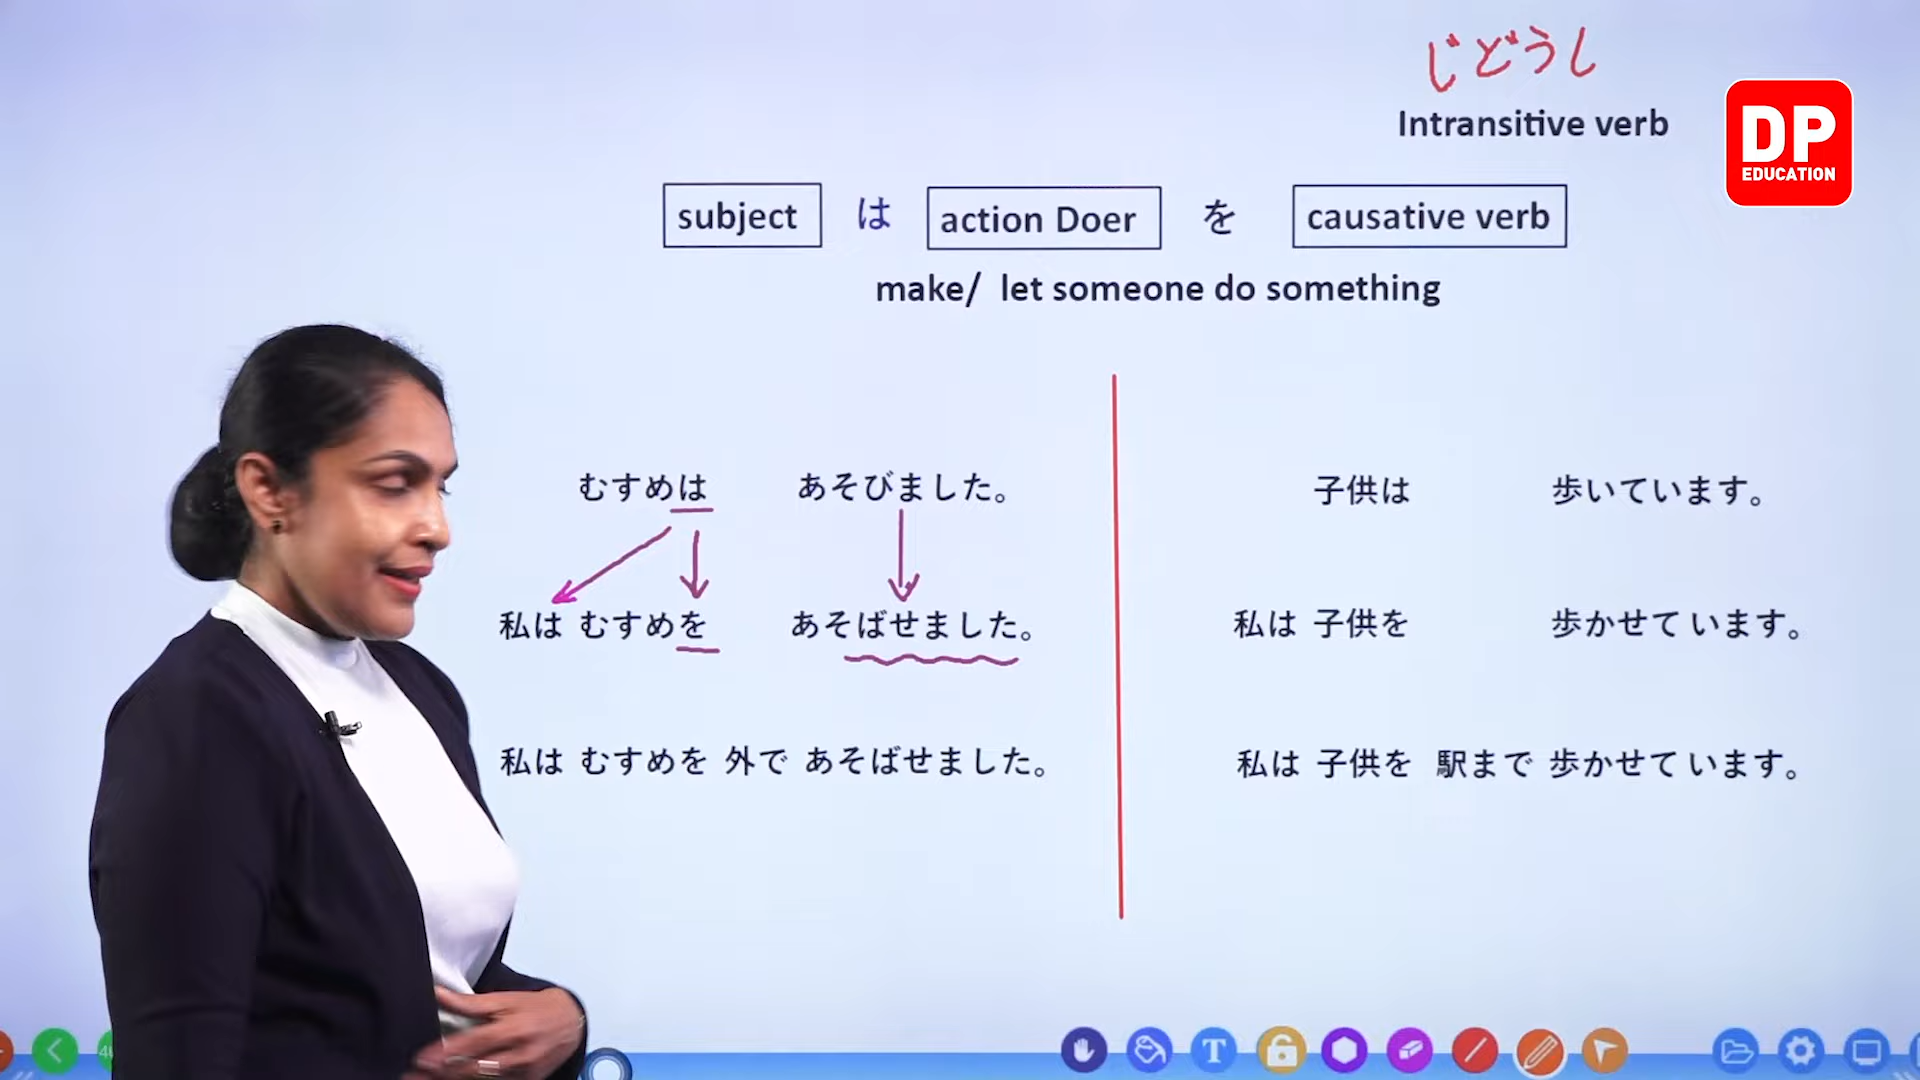 じどうし
Intransitive verb
DP
EDUCATION
subject は action Doer を causative verb
make/ let someone do something
むすめは あそびました。
私は むすめを あそばせました。
私は むすめを 外で あそばせました。
子供は 歩いています。
私は 子供を 歩かせて います。
私は 子供を 駅まで 歩かせて います。
T